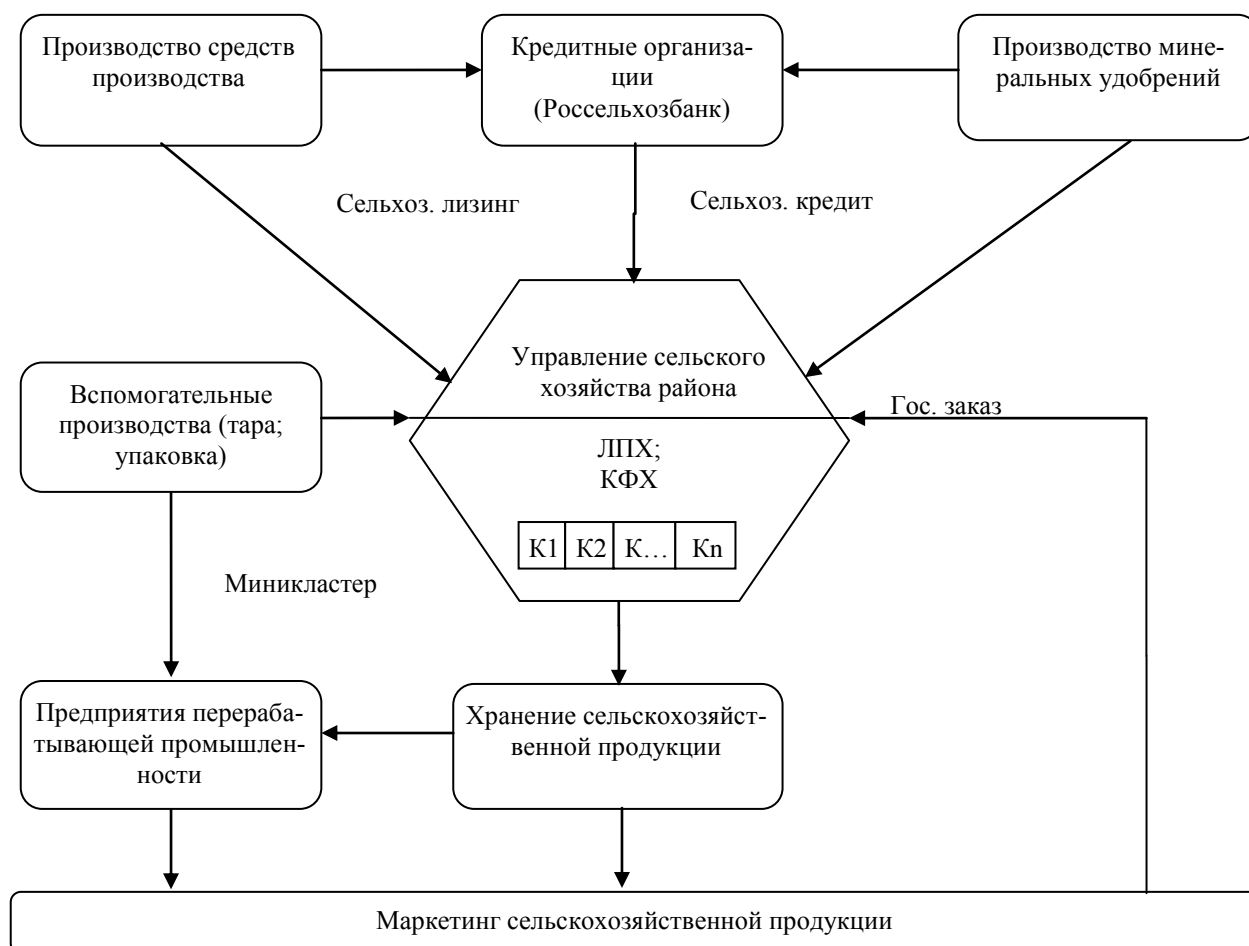 Производство средств
производства
Кредитные организа-
ции
(Россельхозбанк)
Производство мине-
ральных удобрений
Сельхоз. лизинг
Сельхоз. кредит
Управление сельского
хозяйства района
Вспомогательные
производства (тара;
упаковка)
Гос. заказ
ЛПХ;
КФХ
К1 К2 К… Кn
Миникластер
Предприятия перераба-
тывающей промышлен-
ности
Хранение сельскохозяйст-
венной продукции
Маркетинг сельскохозяйственной продукции